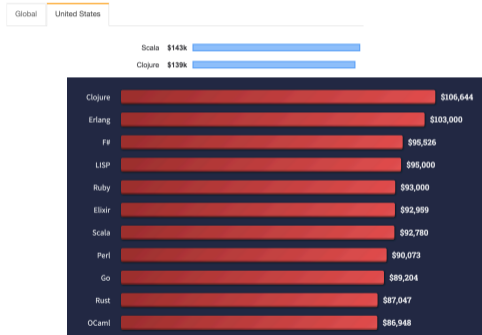 Global United States
Scala $143k
Clojure $139k
Clojure $106,644
Erlang $103,000
F# $95,526
LISP $95,000
Ruby $93,000
Elixir $92,959
Scala $92,780
Perl $90,073
Go $89,204
Rust $87,047
OCaml $86,948